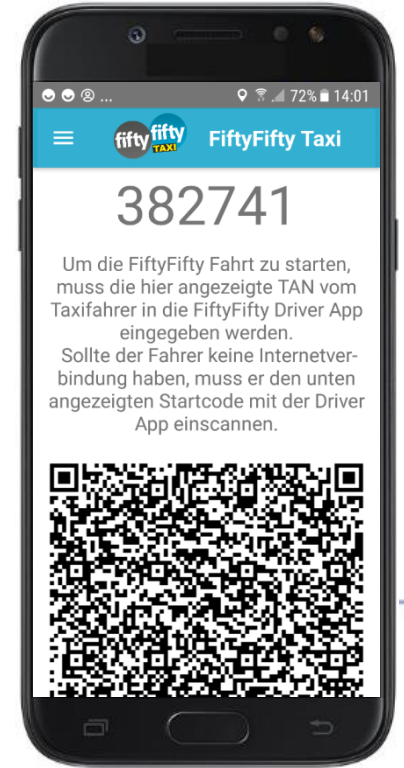 72% 14:01
fifty fifty TAXI FiftyFifty Taxi
382741
Um die FiftyFifty Fahrt zu starten,
muss die hier angezeigte TAN vom
Taxifahrer in die FiftyFifty Driver App
eingegeben werden.
Sollte der Fahrer keine Internetver-
bindung haben, muss er den unten
angezeigten Startcode mit der Driver
App einscannen.